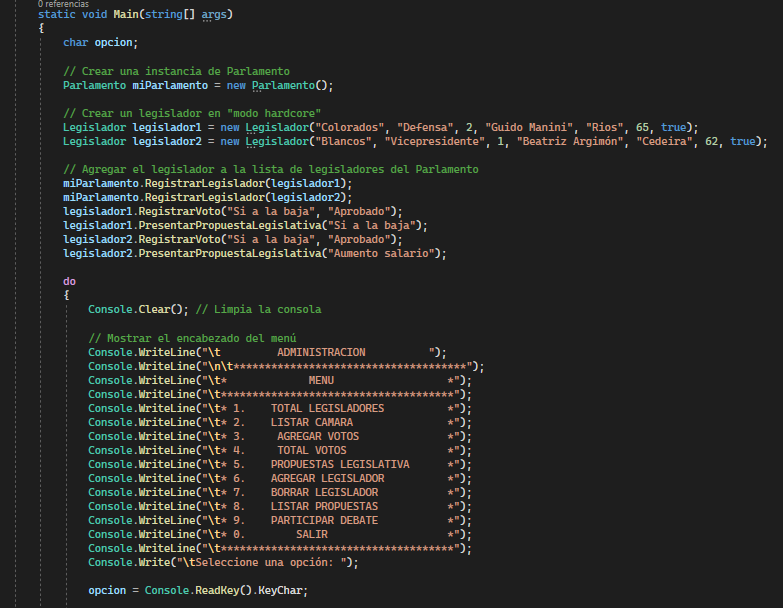 0 referencias
static void Main(string[] args)
{
char opcion;
// Crear una instancia de Parlamento
Parlamento miParlamento = new Parlamento();
// Crear un legislador en "modo hardcore"
Legislador legislador1 = new Legislador("Colorados", "Defensa", 2, "Guido Manini", "Rios", 65, true);
Legislador legislador2 = new Legislador("Blancos", "Vicepresidente", 1, "Beatriz Argimón", "Cedeira", 62, true);
// Agregar el legislador a la lista de legisladores del Parlamento
miParlamento.RegistrarLegislador(legislador1);
miParlamento.RegistrarLegislador(legislador2);
legislador1.RegistrarVoto("Si a la baja", "Aprobado");
legislador1.PresentarPropuestaLegislativa("Si a la baja");
legislador2.RegistrarVoto("Si a la baja", "Aprobado");
legislador2.PresentarPropuestaLegislativa("Aumento salario");
do
{
Console.Clear(); // Limpia la consola
// Mostrar el encabezado del menú
Console.WriteLine("\t         ADMINISTRACION          ");
Console.WriteLine("\n\t*************************************");
Console.WriteLine("\t*             MENU                  *");
Console.WriteLine("\t*************************************");
Console.WriteLine("\t* 1.    TOTAL LEGISLADORES          *");
Console.WriteLine("\t* 2.    LISTAR CAMARA               *");
Console.WriteLine("\t* 3.     AGREGAR VOTOS              *");
Console.WriteLine("\t* 4.     TOTAL VOTOS                *");
Console.WriteLine("\t* 5.    PROPUESTAS LEGISLATIVA      *");
Console.WriteLine("\t* 6.    AGREGAR LEGISLADOR          *");
Console.WriteLine("\t* 7.    BORRAR LEGISLADOR           *");
Console.WriteLine("\t* 8.    LISTAR PROPUESTAS           *");
Console.WriteLine("\t* 9.    PARTICIPAR DEBATE           *");
Console.WriteLine("\t* 0.        SALIR                   *");
Console.WriteLine("\t*************************************");
Console.Write("\tSeleccione una opción: ");
opcion = Console.ReadKey().KeyChar;